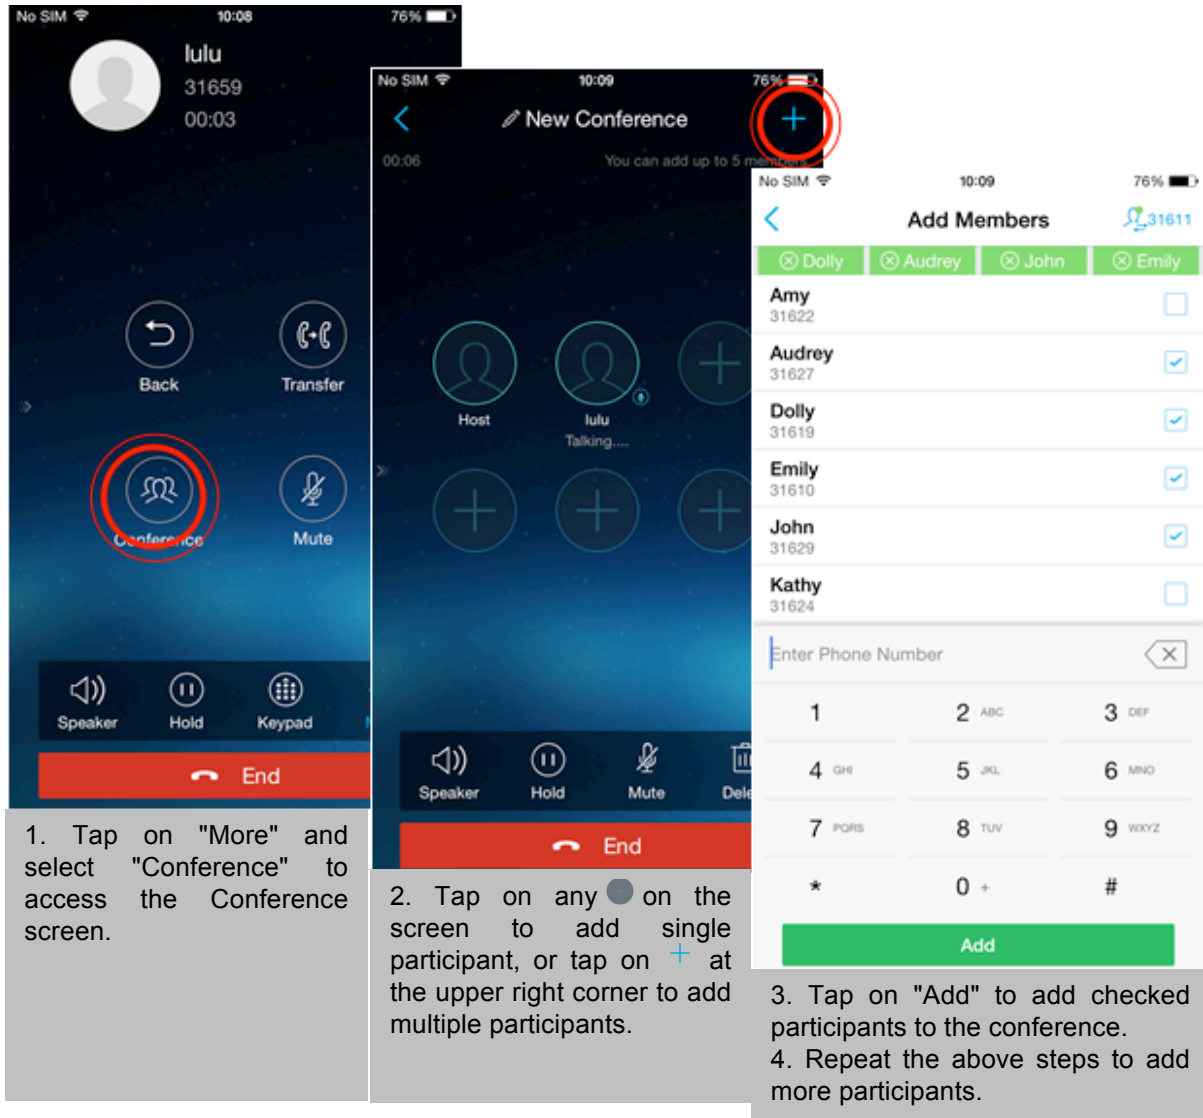 No SIM 10:08 76%
lulu
31659
00:03
Back Transfer
Conference Mute
Speaker Hold Keypad
End
1. Tap on "More" and
select "Conference" to
access the Conference
screen.
No SIM 10:09 76%
New Conference
00:06 You can add up to 5 members.
Host lulu
Talking....
Speaker Hold Mute Dele
End
2. Tap on any on the
screen to add single
participant, or tap on + at
the upper right corner to add
multiple participants.
No SIM 10:09 76%
Add Members 31611
Dolly Audrey John Emily
Amy
31622
Audrey
31627
Dolly
31619
Emily
31610
John
31629
Kathy
31624
Enter Phone Number
1 2 ABC 3 DEF
4 GHI 5 JKL 6 MNO
7 PQRS 8 TUV 9 WXYZ
* 0 + #
Add
3. Tap on "Add" to add checked
participants to the conference.
4. Repeat the above steps to add
more participants.